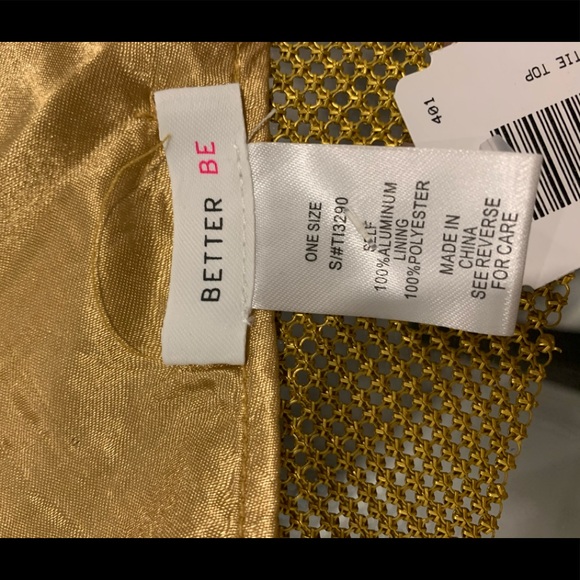 BETTER BE
ONE SIZE
S/#TI3290
SELF
100%ALUMINUM
LINING
100%POLYESTER
MADE IN
CHINA
SEE REVERSE
FOR CARE
TIE TOP
401